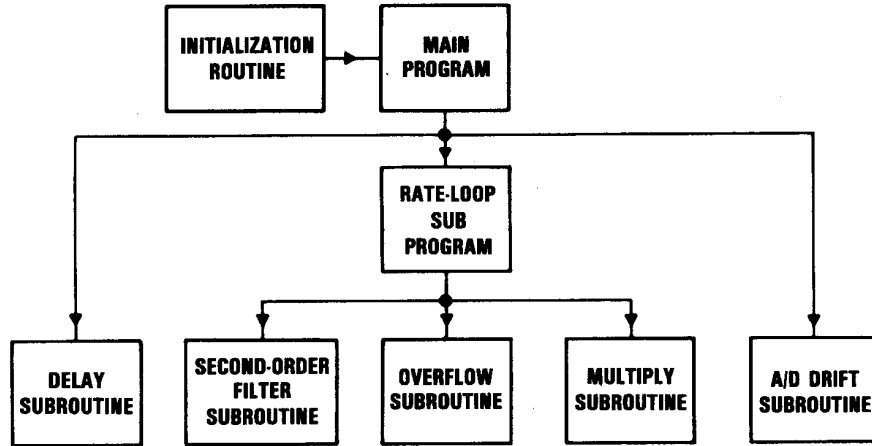 INITIALIZATION
ROUTINE
MAIN
PROGRAM
RATE-LOOP
SUB
PROGRAM
DELAY
SUBROUTINE
SECOND-ORDER
FILTER
SUBROUTINE
OVERFLOW
SUBROUTINE
MULTIPLY
SUBROUTINE
A/D DRIFT
SUBROUTINE